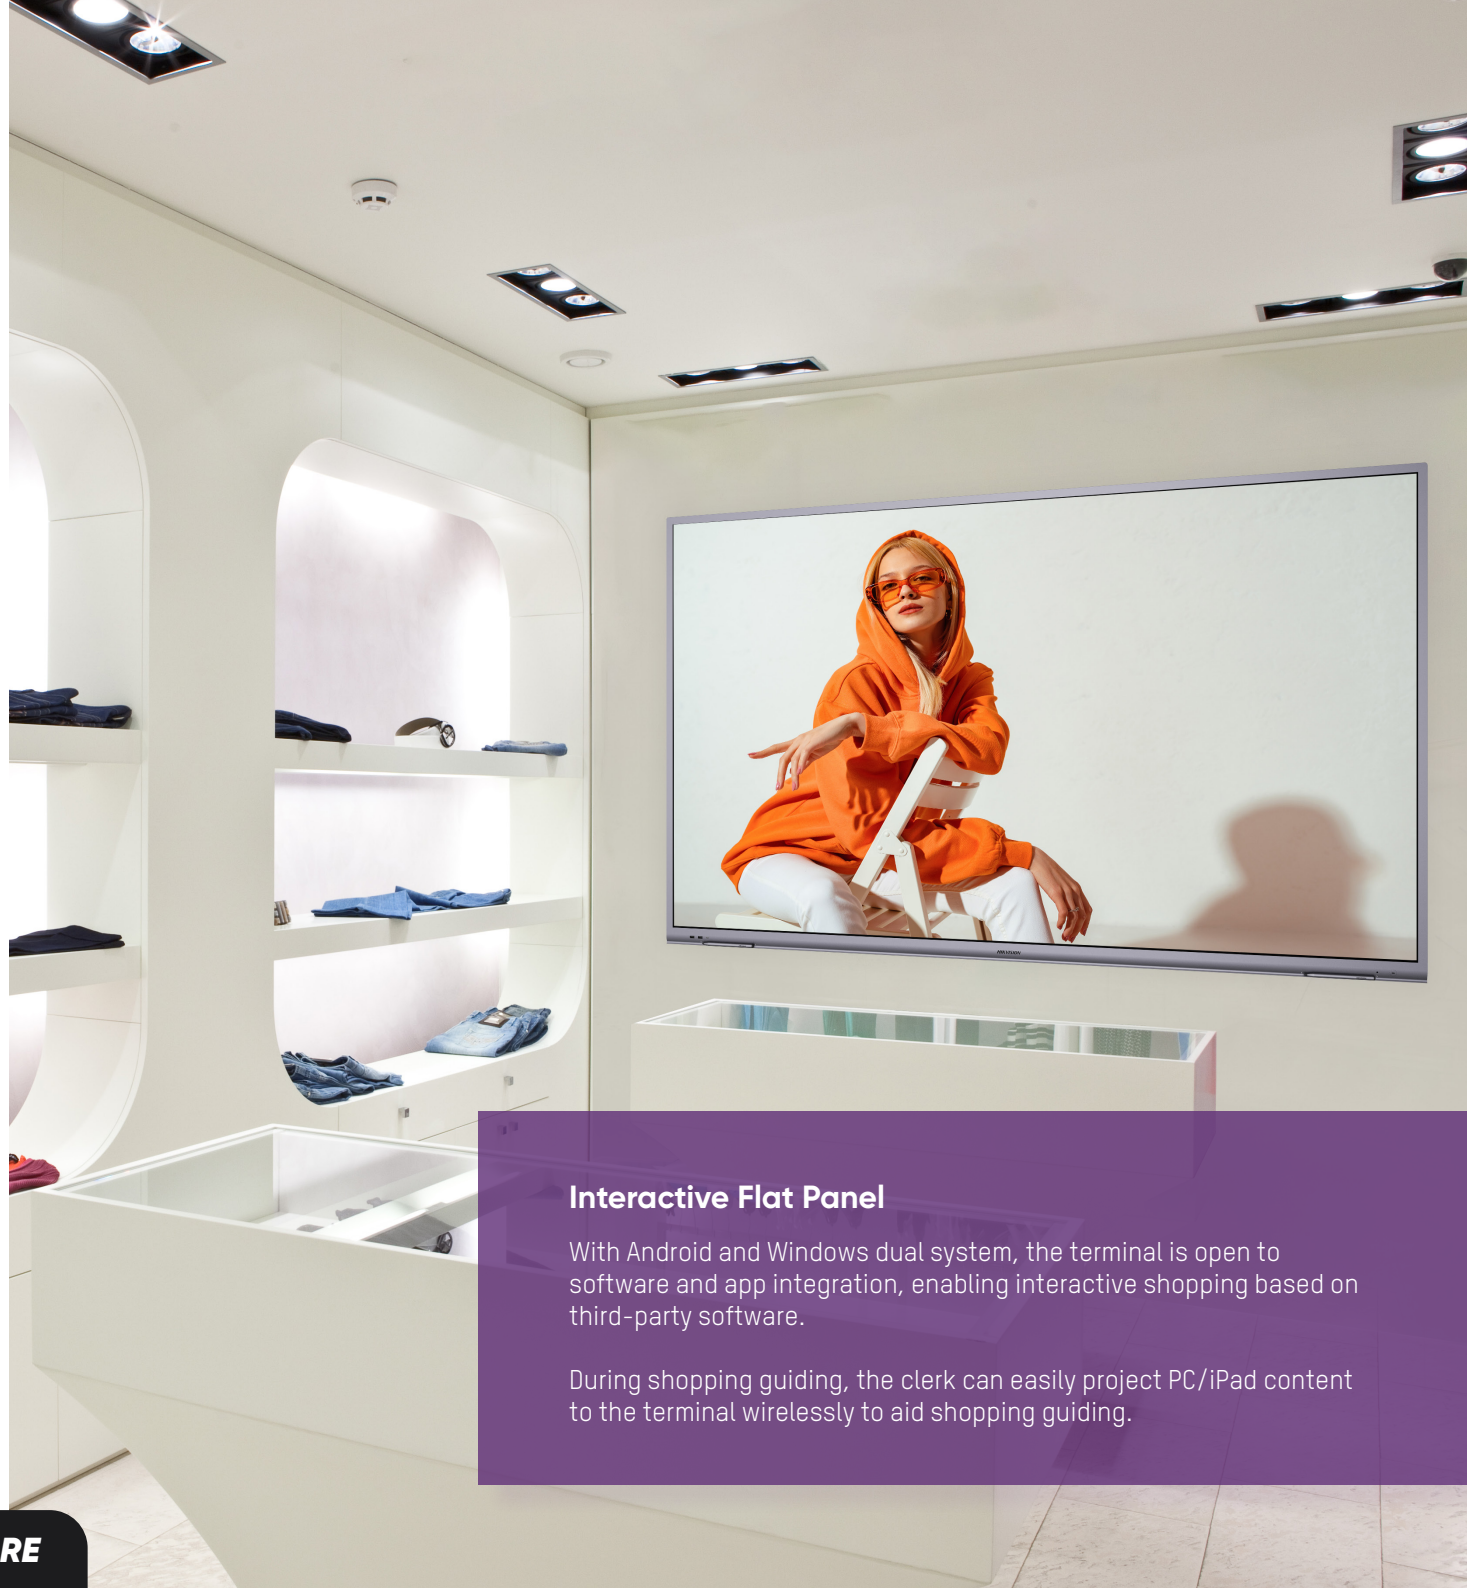 HIKVISION
Interactive Flat Panel
With Android and Windows dual system, the terminal is open to
software and app integration, enabling interactive shopping based on
third-party software.
During shopping guiding, the clerk can easily project PC/iPad content
to the terminal wirelessly to aid shopping guiding.
RE